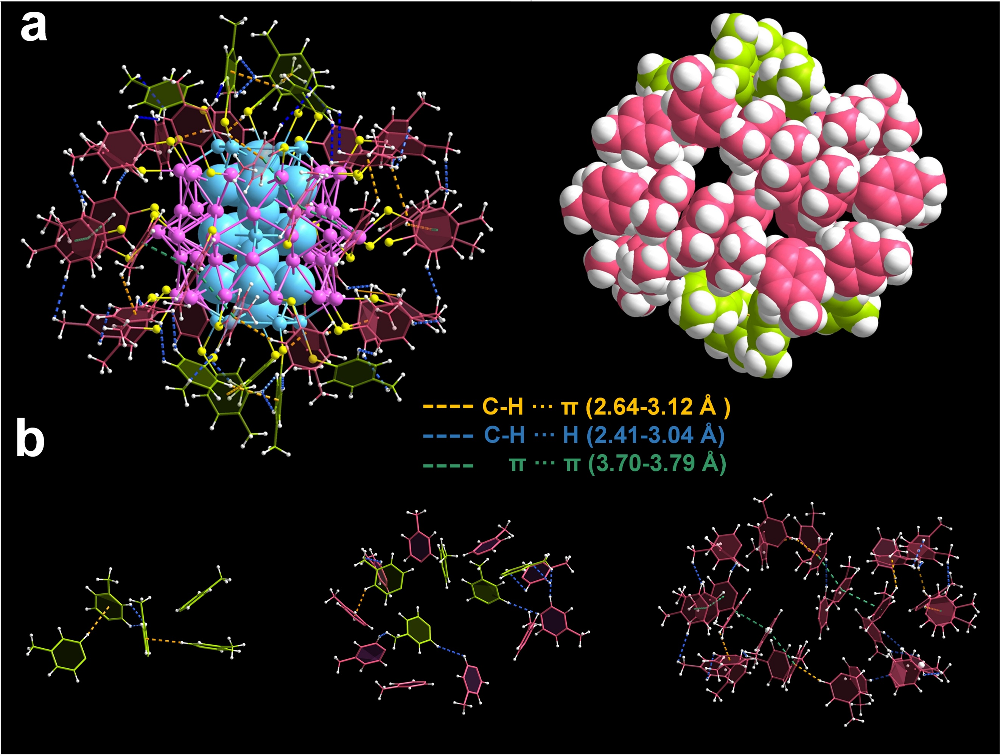 a
C-H ··· π (2.64-3.12 Å )
b
C-H ··· H (2.41-3.04 Å)
π ··· π (3.70-3.79 Å)